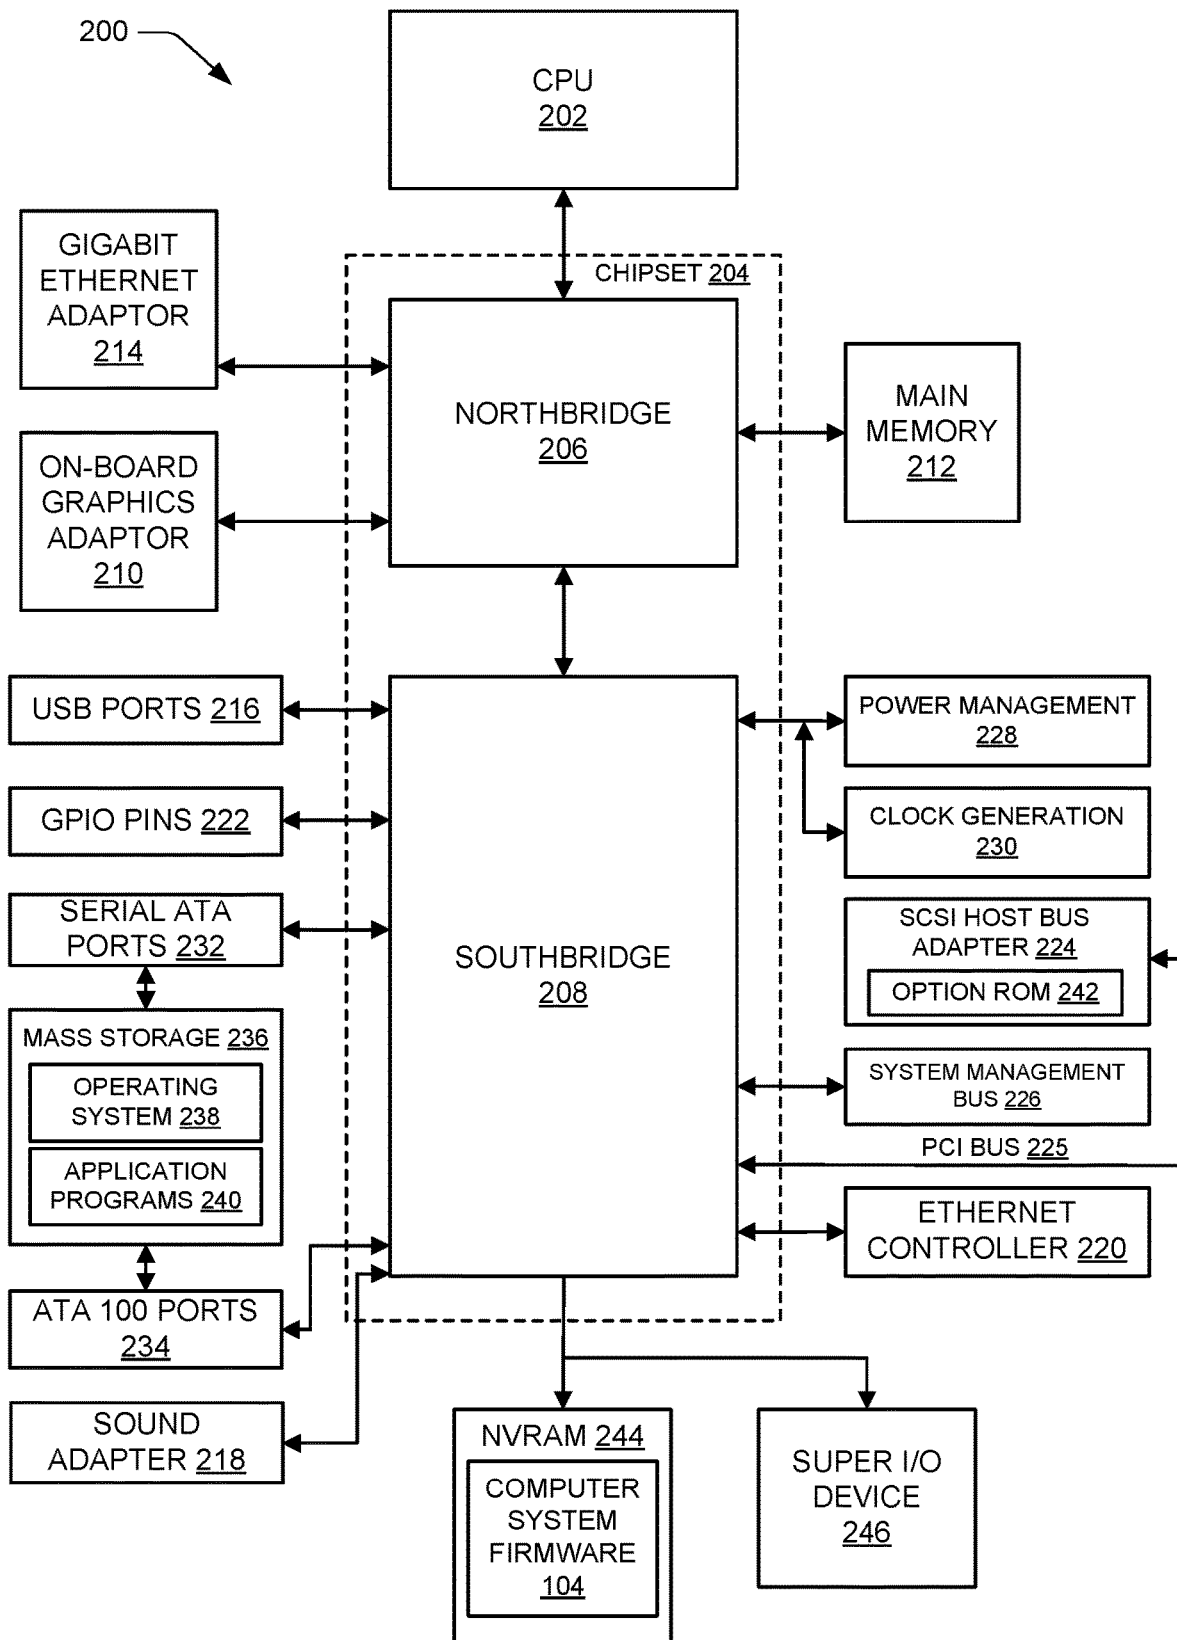 200
CPU
202
CHIPSET 204
GIGABIT
ETHERNET
ADAPTOR
214
NORTHBRIDGE
206
MAIN
MEMORY
212
ON-BOARD
GRAPHICS
ADAPTOR
210
USB PORTS 216
GPIO PINS 222
SERIAL ATA
PORTS 232
MASS STORAGE 236
OPERATING
SYSTEM 238
APPLICATION
PROGRAMS 240
ATA 100 PORTS
234
SOUND
ADAPTER 218
SOUTHBRIDGE
208
POWER MANAGEMENT
228
CLOCK GENERATION
230
SCSI HOST BUS
ADAPTER 224
OPTION ROM 242
SYSTEM MANAGEMENT
BUS 226
PCI BUS 225
ETHERNET
CONTROLLER 220
NVRAM 244
COMPUTER
SYSTEM
FIRMWARE
104
SUPER I/O
DEVICE
246